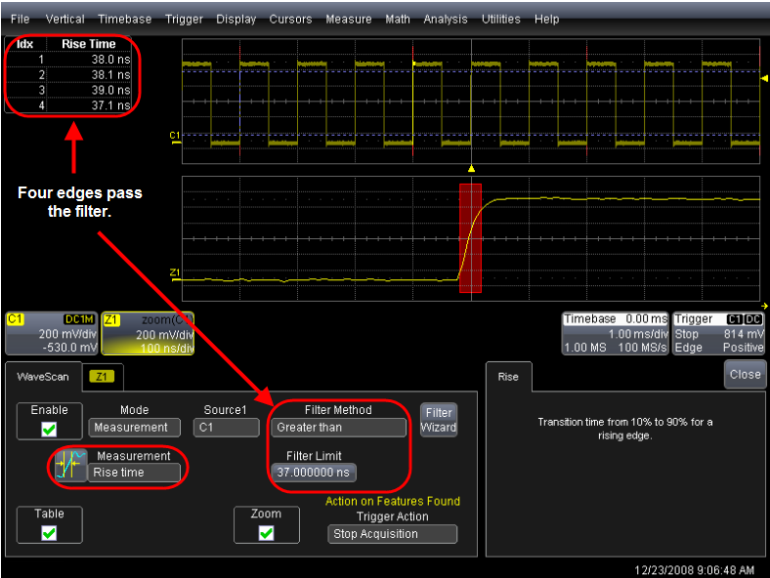 File Vertical Timebase Trigger Display Cursors Measure Math Analysis Utilities Help
Idx Rise Time
1 38.0 ns
2 38.1 ns
3 39.0 ns
4 37.1 ns
C1
Four edges pass
the filter.
Z1
C1 DC1M
200 mV/div
-530.0 mV
Z1 zoom(C1)
200 mV/div
100 ns/div
Timebase 0.00 ms
1.00 ms/div
1.00 MS 100 MS/s
Trigger C1 DC
Stop 814 mV
Edge Positive
WaveScan Z1
Enable
Mode
Measurement
Source1
C1
Filter Method
Greater than
Filter
Wizard
Measurement
Rise time
Filter Limit
37.000000 ns
Table
Zoom
Action on Features Found
Trigger Action
Stop Acquisition
Rise
Close
Transition time from 10% to 90% for a
rising edge.
12/23/2008 9:06:48 AM